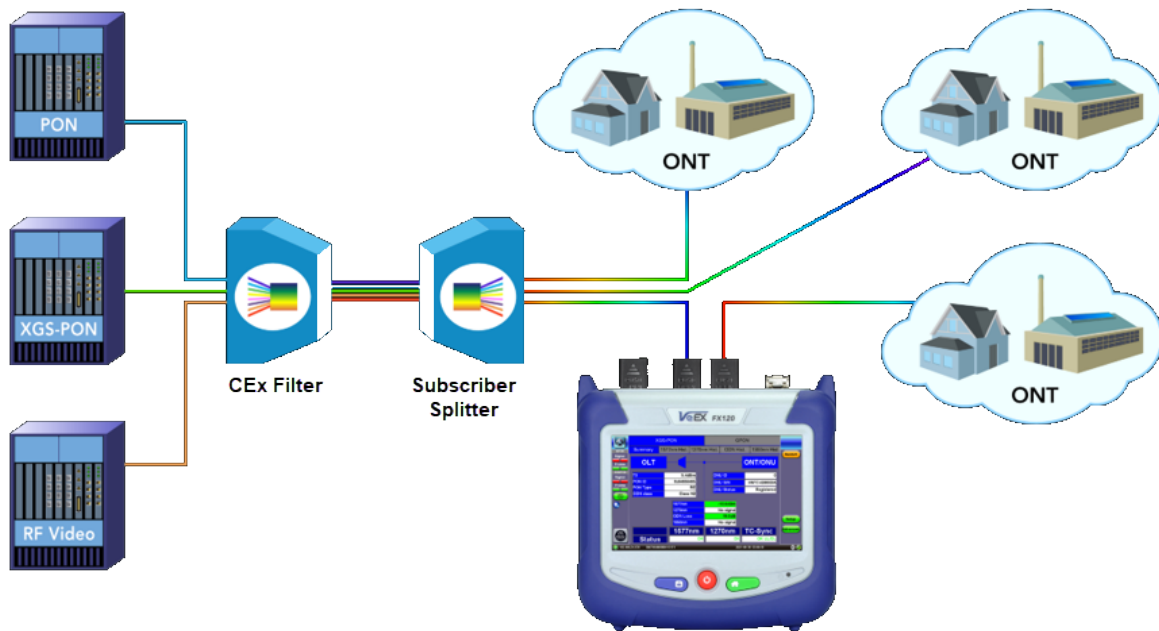 PON
XGS-PON
RF Video
CEx Filter
Subscriber
Splitter
ONT
ONT
ONT
VeEX FX120
XGS-PON GPON
Summary
OLT ONT/ONU
1577nm 1270nm TC-Sync
Status